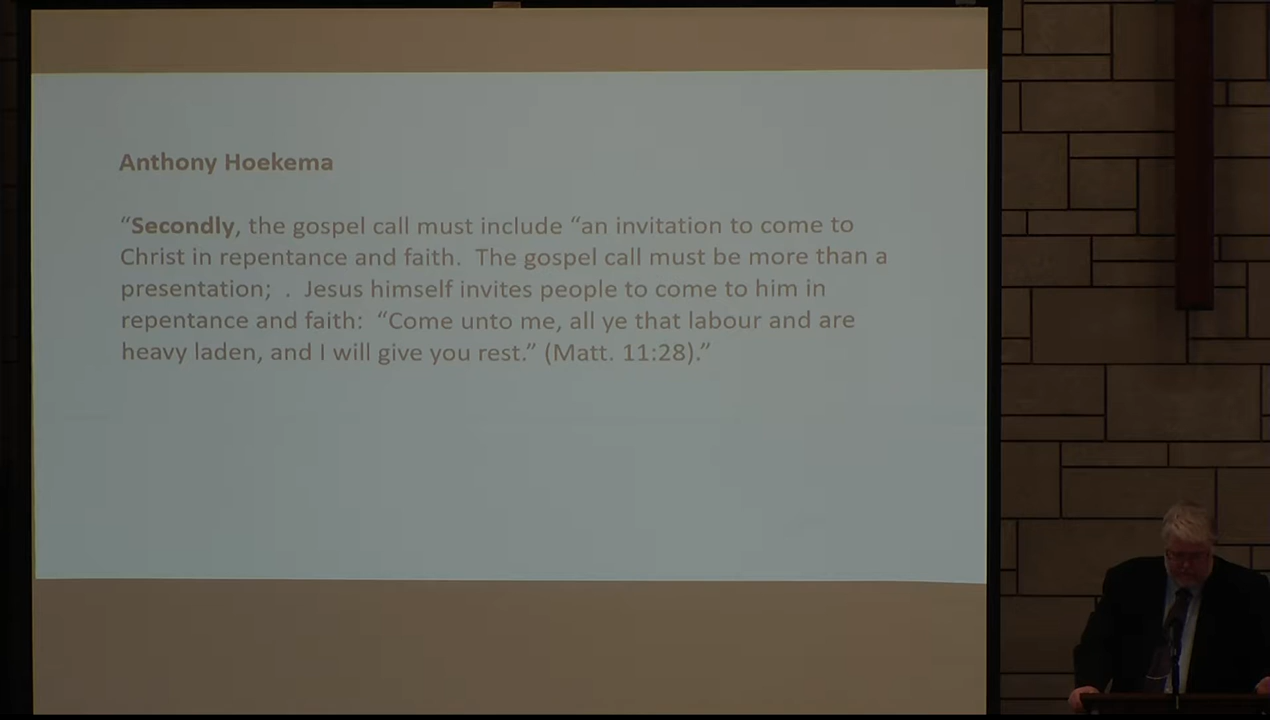 Anthony Hoekema
“Secondly, the gospel call must include “an invitation to come to
Christ in repentance and faith.  The gospel call must be more than a
presentation;  .  Jesus himself invites people to come to him in
repentance and faith:  “Come unto me, all ye that labour and are
heavy laden, and I will give you rest.” (Matt. 11:28).”